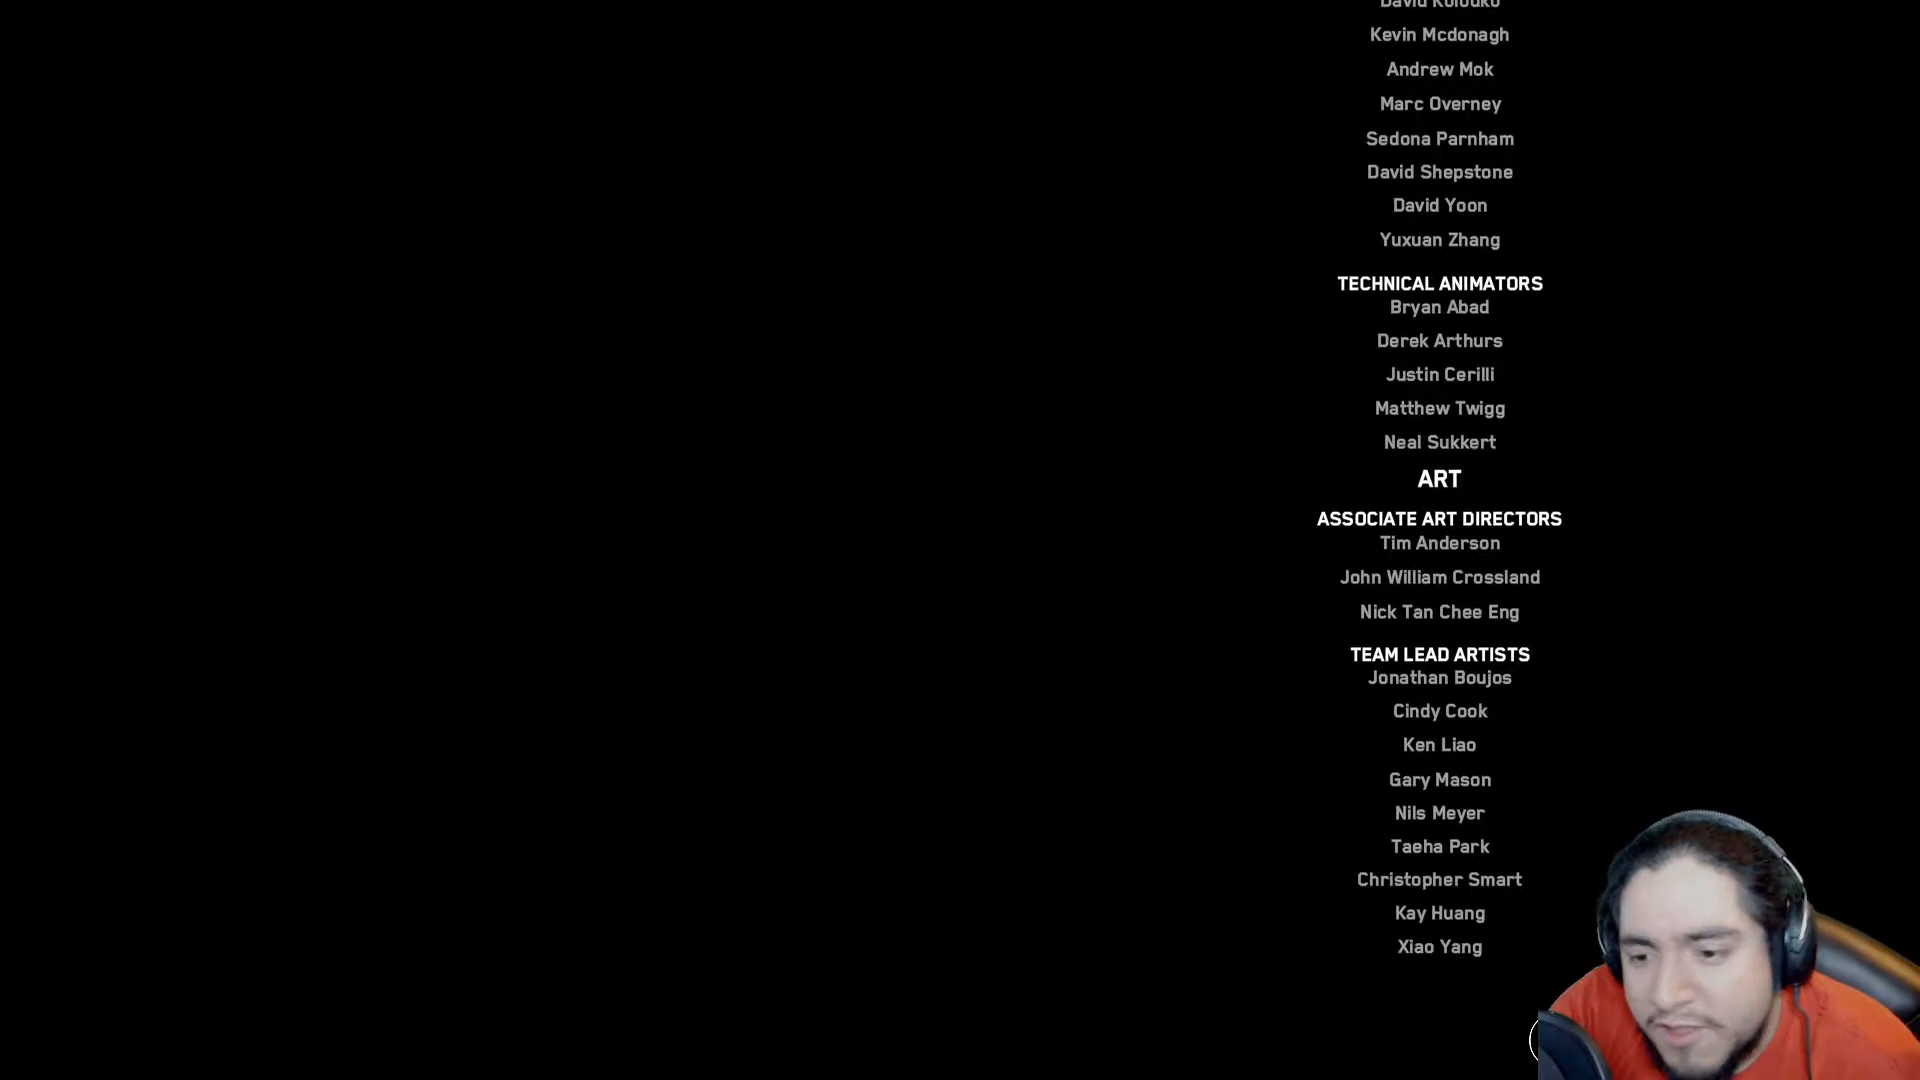 Kevin Mcdonagh
Andrew Mok
Marc Overney
Sedona Parnham
David Shepstone
David Yoon
Yuxuan Zhang
TECHNICAL ANIMATORS
Bryan Abad
Derek Arthurs
Justin Cerilli
Matthew Twigg
Neal Sukkert
ART
ASSOCIATE ART DIRECTORS
Tim Anderson
John William Crossland
Nick Tan Chee Eng
TEAM LEAD ARTISTS
Jonathan Boujos
Cindy Cook
Ken Liao
Gary Mason
Nils Meyer
Taeha Park
Christopher Smart
Kay Huang
Xiao Yang